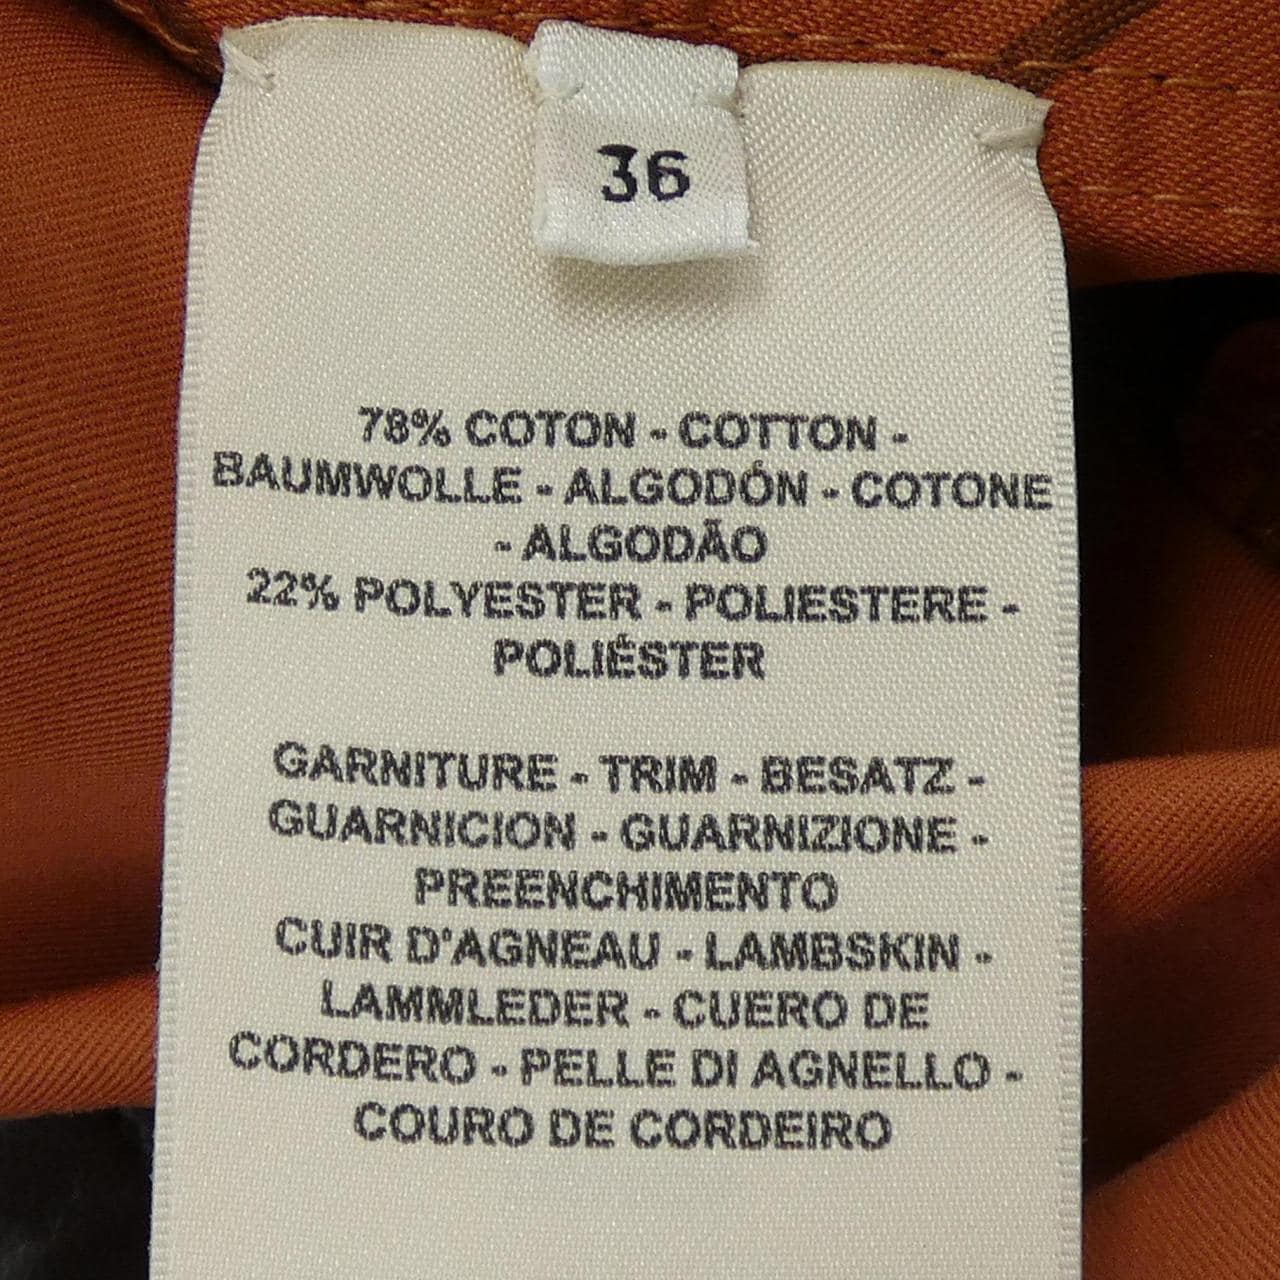 36
78% COTON - COTTON -
BAUMWOLLE - ALGODÓN - COTONE
- ALGODÃO
22% POLYESTER - POLIESTERE -
POLIÉSTER
GARNITURE - TRIM - BESATZ -
GUARNICION - GUARNIZIONE -
PREENCHIMENTO
CUIR D'AGNEAU - LAMBSKIN -
LAMMLEDER - CUERO DE
CORDERO - PELLE DI AGNELLO -
COURO DE CORDEIRO